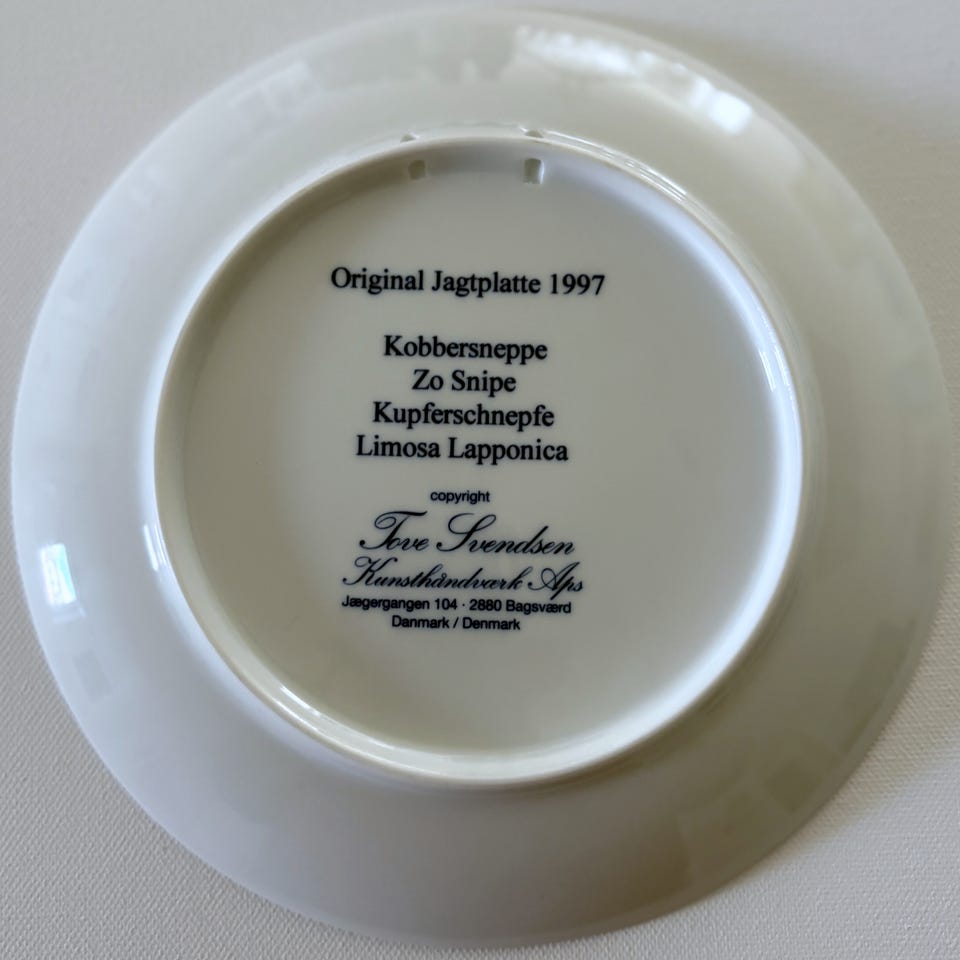 Original Jagtplatte 1997
Kobbersneppe
Zo Snipe
Kupferschnepfe
Limosa Lapponica
copyright
Tove Svendsen
Kunsthåndværk Aps
Jægergangen 104 · 2880 Bagsværd
Danmark / Denmark